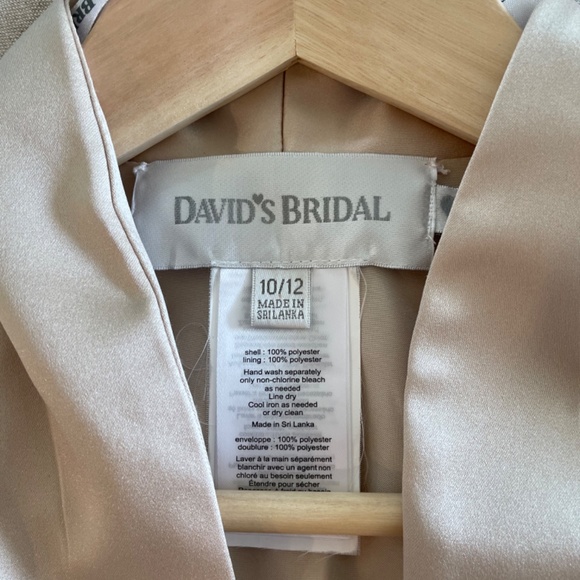 DAVID'S BRIDAL
10/12
MADE IN
SRI LANKA
shell : 100% polyester
lining : 100% polyester
Hand wash separately
only non-chlorine bleach
as needed
Line dry
Cool iron as needed
or dry clean
Made in Sri Lanka
enveloppe : 100% polyester
doublure : 100% polyester
Laver à la main séparément
blanchir avec un agent non
chloré au besoin seulement
Étendre pour sécher